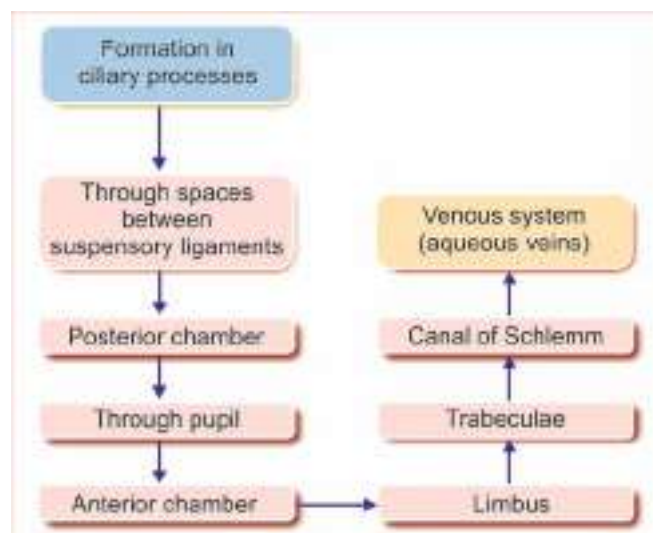 Formation in
ciliary processes
Through spaces
between
suspensory ligaments
Posterior chamber
Through pupil
Anterior chamber
Limbus
Trabeculae
Canal of Schlemm
Venous system
(aqueous veins)